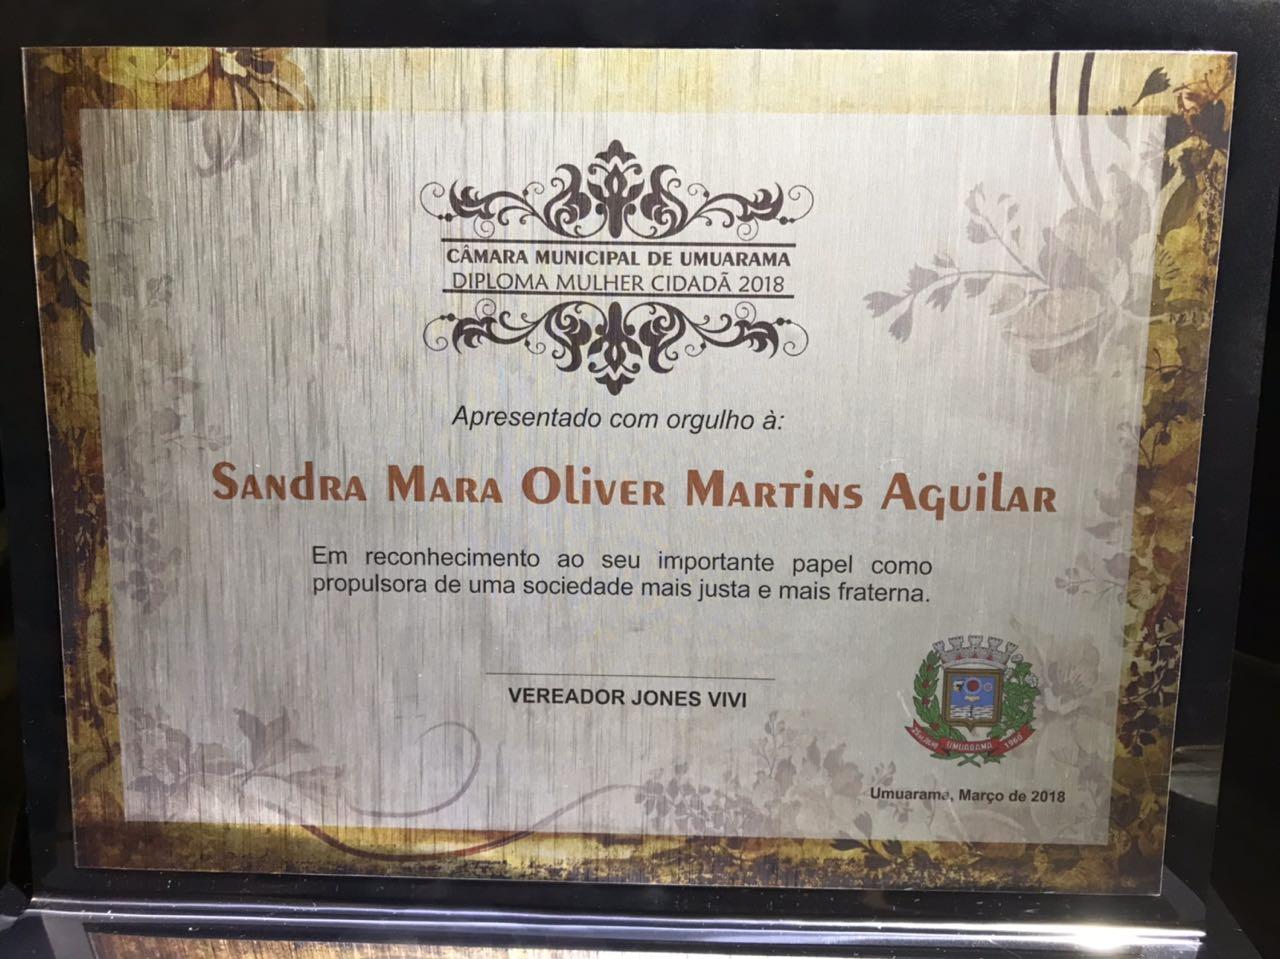 CÂMARA MUNICIPAL DE UMUARAMA
DIPLOMA MULHER CIDADÃ 2018
Apresentado com orgulho à:
Sandra Mara Oliver Martins Aguilar
Em reconhecimento ao seu importante papel como
propulsora de uma sociedade mais justa e mais fraterna.
VEREADOR JONES VIVI
UMUARAMA 1960
Umuarama, Março de 2018